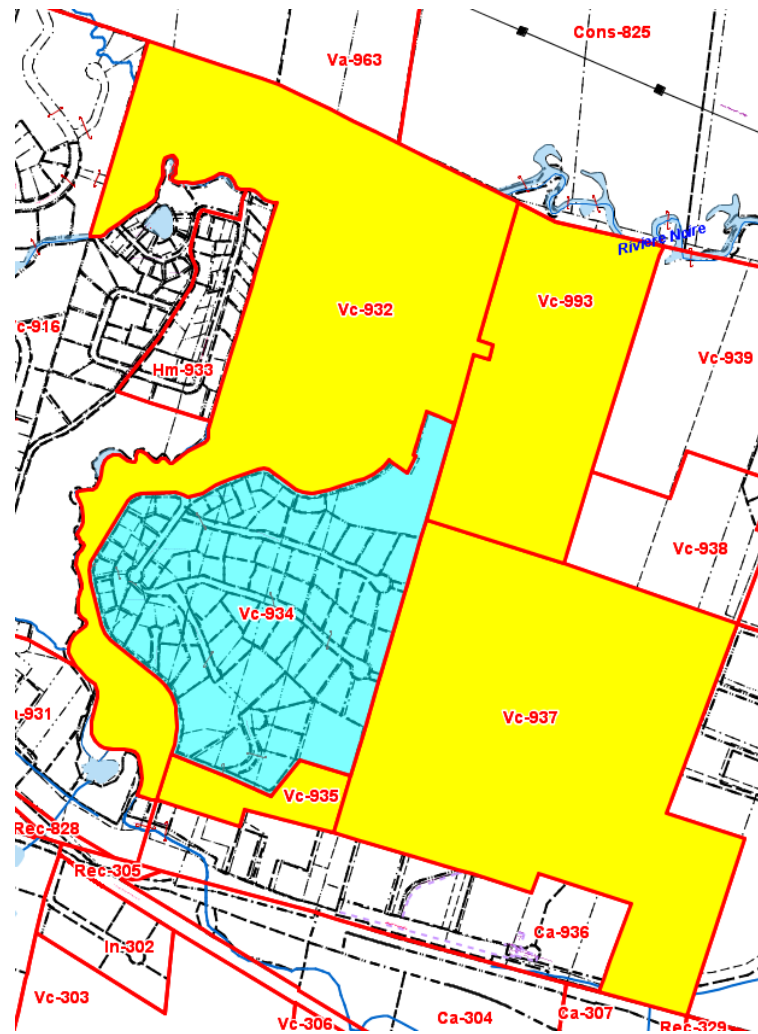 Cons-825
Va-963
Rivière Noire
Vc-993
Vc-932
c-916
Vc-939
Hm-933
Vc-938
Vc-934
-931
Vc-937
Vc-935
Rec-828
Rec-305
Ca-936
In-302
Vc-303
Ca-307
Ca-304
Vc-306
Rec-329